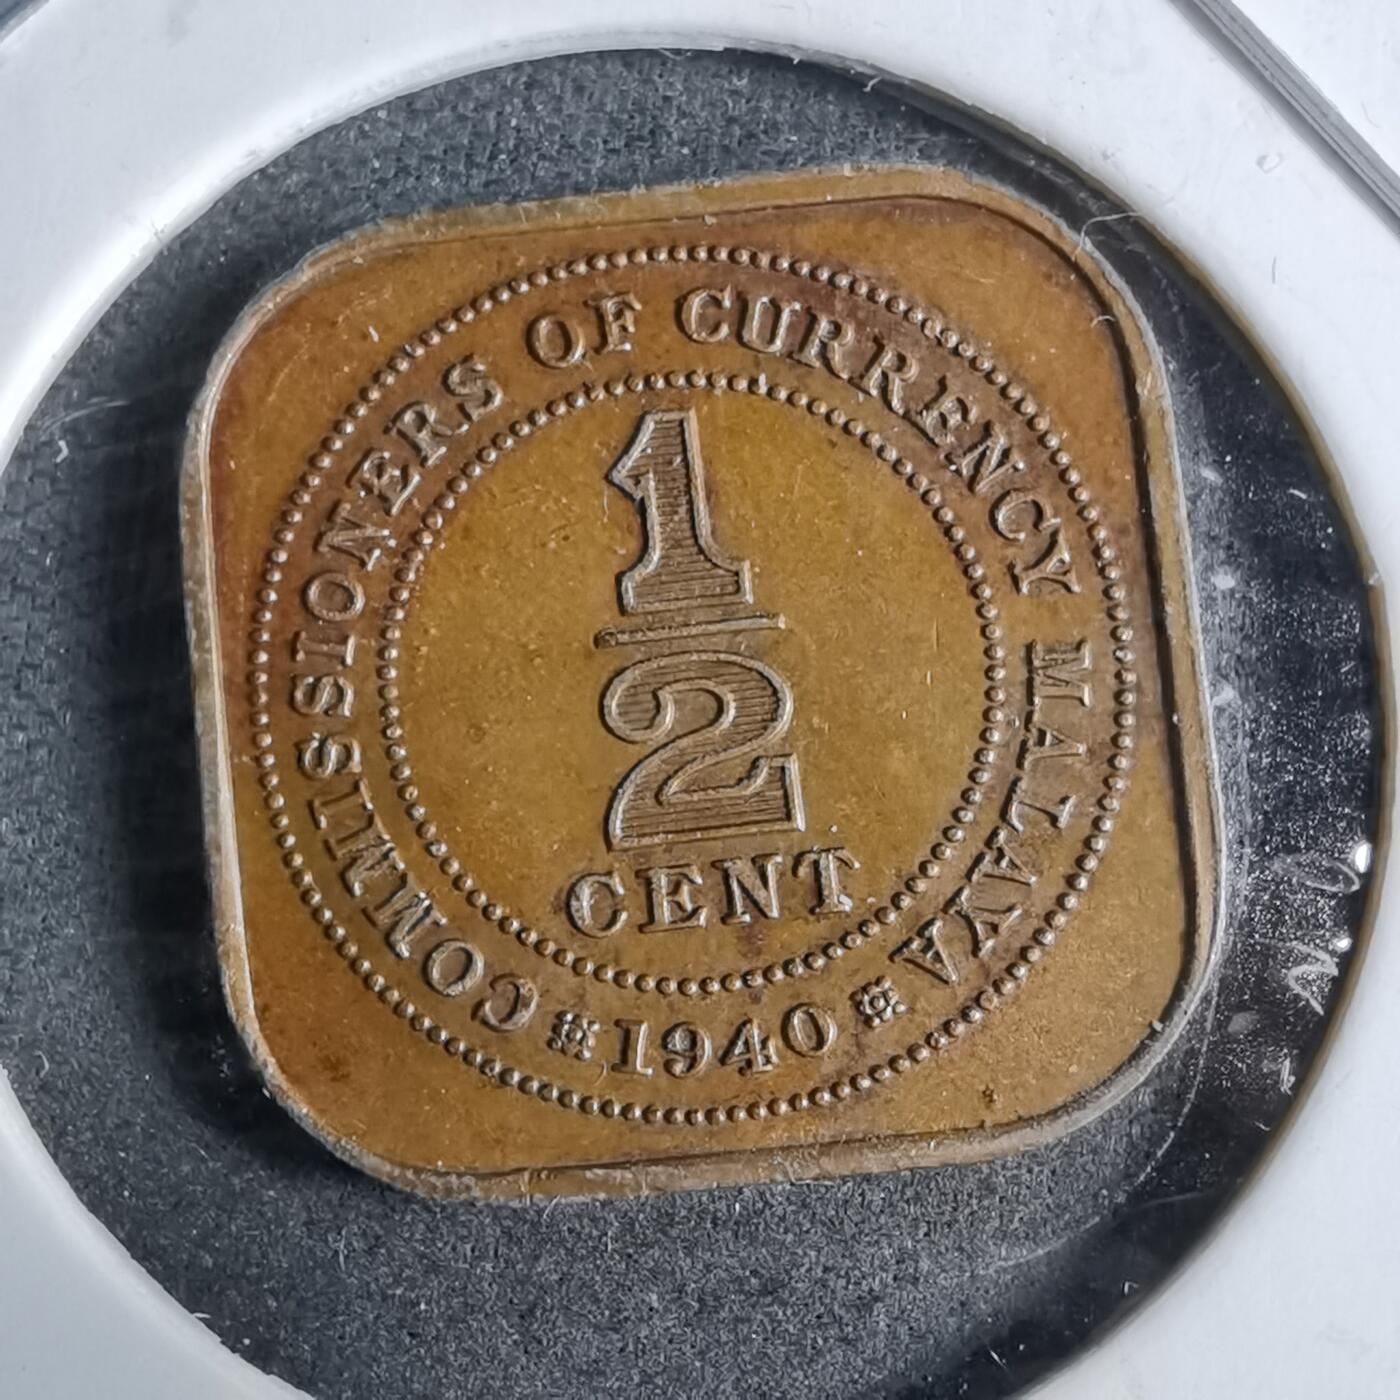 COMMISSIONERS OF CURRENCY MALAYA
1/2
CENT
1940